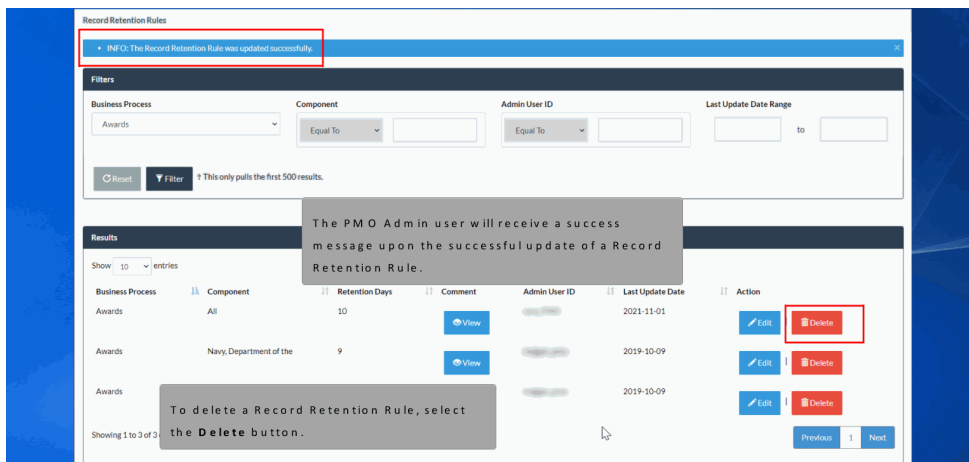 Record Retention Rules
• INFO: The Record Retention Rule was updated successfully. ×
Filters
Business Process Component Admin User ID Last Update Date Range
Awards Equal To Equal To to
Reset Filter † This only pulls the first 500 results.
The PMO Admin user will receive a success
message upon the successful update of a Record
Retention Rule.
Results
Show 10 entries
Business Process Component Retention Days Comment Admin User ID Last Update Date Action
Awards All 10 View 2021-11-01 Edit | Delete
Awards Navy, Department of the 9 View 2019-10-09 Edit | Delete
Awards 2019-10-09 Edit | Delete
To delete a Record Retention Rule, select
the Delete button.
Showing 1 to 3 of 3 Previous 1 Next